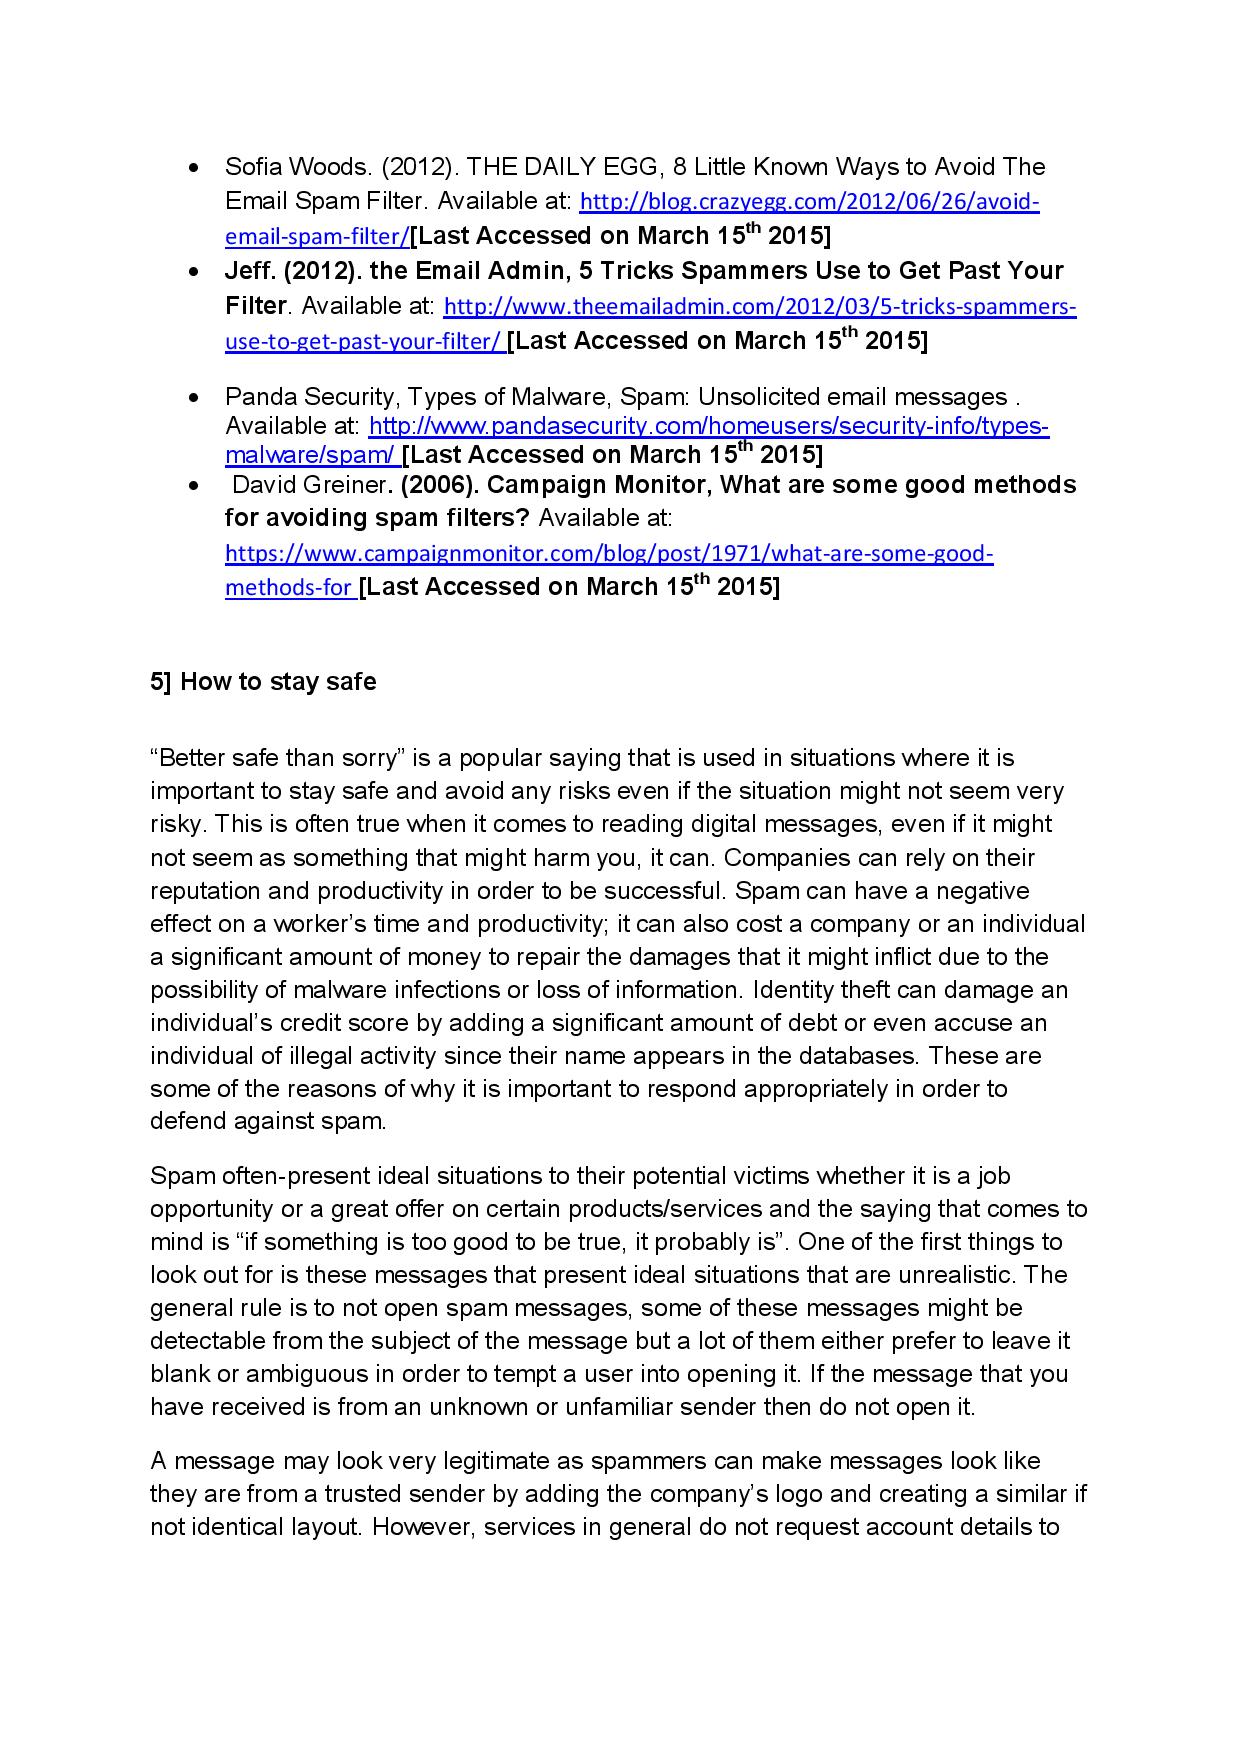 • Sofia Woods. (2012). THE DAILY EGG, 8 Little Known Ways to Avoid The
Email Spam Filter. Available at: http://blog.crazyegg.com/2012/06/26/avoid-
email-spam-filter/[Last Accessed on March 15th 2015]
• Jeff. (2012). the Email Admin, 5 Tricks Spammers Use to Get Past Your
Filter. Available at: http://www.theemailadmin.com/2012/03/5-tricks-spammers-
use-to-get-past-your-filter/ [Last Accessed on March 15th 2015]
• Panda Security, Types of Malware, Spam: Unsolicited email messages .
Available at: http://www.pandasecurity.com/homeusers/security-info/types-
malware/spam/ [Last Accessed on March 15th 2015]
• David Greiner. (2006). Campaign Monitor, What are some good methods
for avoiding spam filters? Available at:
https://www.campaignmonitor.com/blog/post/1971/what-are-some-good-
methods-for [Last Accessed on March 15th 2015]
5] How to stay safe
“Better safe than sorry” is a popular saying that is used in situations where it is
important to stay safe and avoid any risks even if the situation might not seem very
risky. This is often true when it comes to reading digital messages, even if it might
not seem as something that might harm you, it can. Companies can rely on their
reputation and productivity in order to be successful. Spam can have a negative
effect on a worker’s time and productivity; it can also cost a company or an individual
a significant amount of money to repair the damages that it might inflict due to the
possibility of malware infections or loss of information. Identity theft can damage an
individual’s credit score by adding a significant amount of debt or even accuse an
individual of illegal activity since their name appears in the databases. These are
some of the reasons of why it is important to respond appropriately in order to
defend against spam.
Spam often-present ideal situations to their potential victims whether it is a job
opportunity or a great offer on certain products/services and the saying that comes to
mind is “if something is too good to be true, it probably is”. One of the first things to
look out for is these messages that present ideal situations that are unrealistic. The
general rule is to not open spam messages, some of these messages might be
detectable from the subject of the message but a lot of them either prefer to leave it
blank or ambiguous in order to tempt a user into opening it. If the message that you
have received is from an unknown or unfamiliar sender then do not open it.
A message may look very legitimate as spammers can make messages look like
they are from a trusted sender by adding the company’s logo and creating a similar if
not identical layout. However, services in general do not request account details to